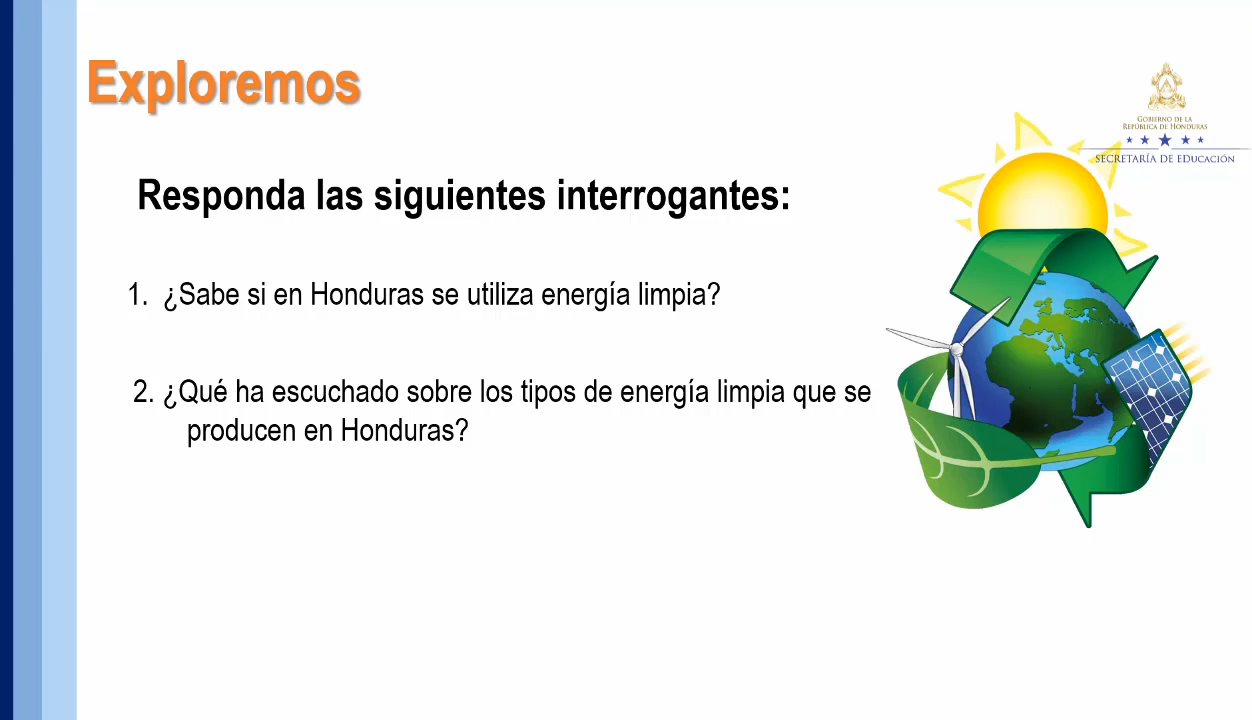 Exploremos
GOBIERNO DE LA
REPÚBLICA DE HONDURAS
SECRETARÍA DE EDUCACIÓN
Responda las siguientes interrogantes:
1. ¿Sabe si en Honduras se utiliza energía limpia?
2. ¿Qué ha escuchado sobre los tipos de energía limpia que se
producen en Honduras?